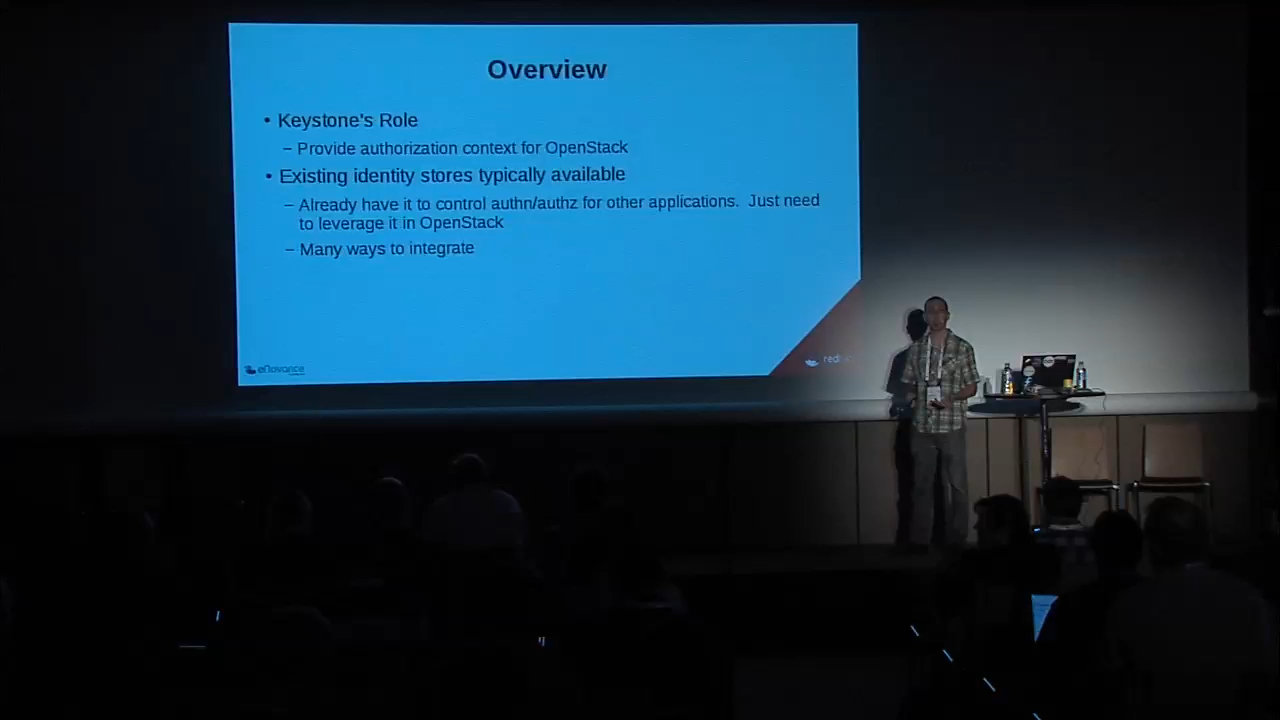 Overview
• Keystone's Role
– Provide authorization context for OpenStack
• Existing identity stores typically available
– Already have it to control authn/authz for other applications. Just need
to leverage it in OpenStack
– Many ways to integrate
eNovance